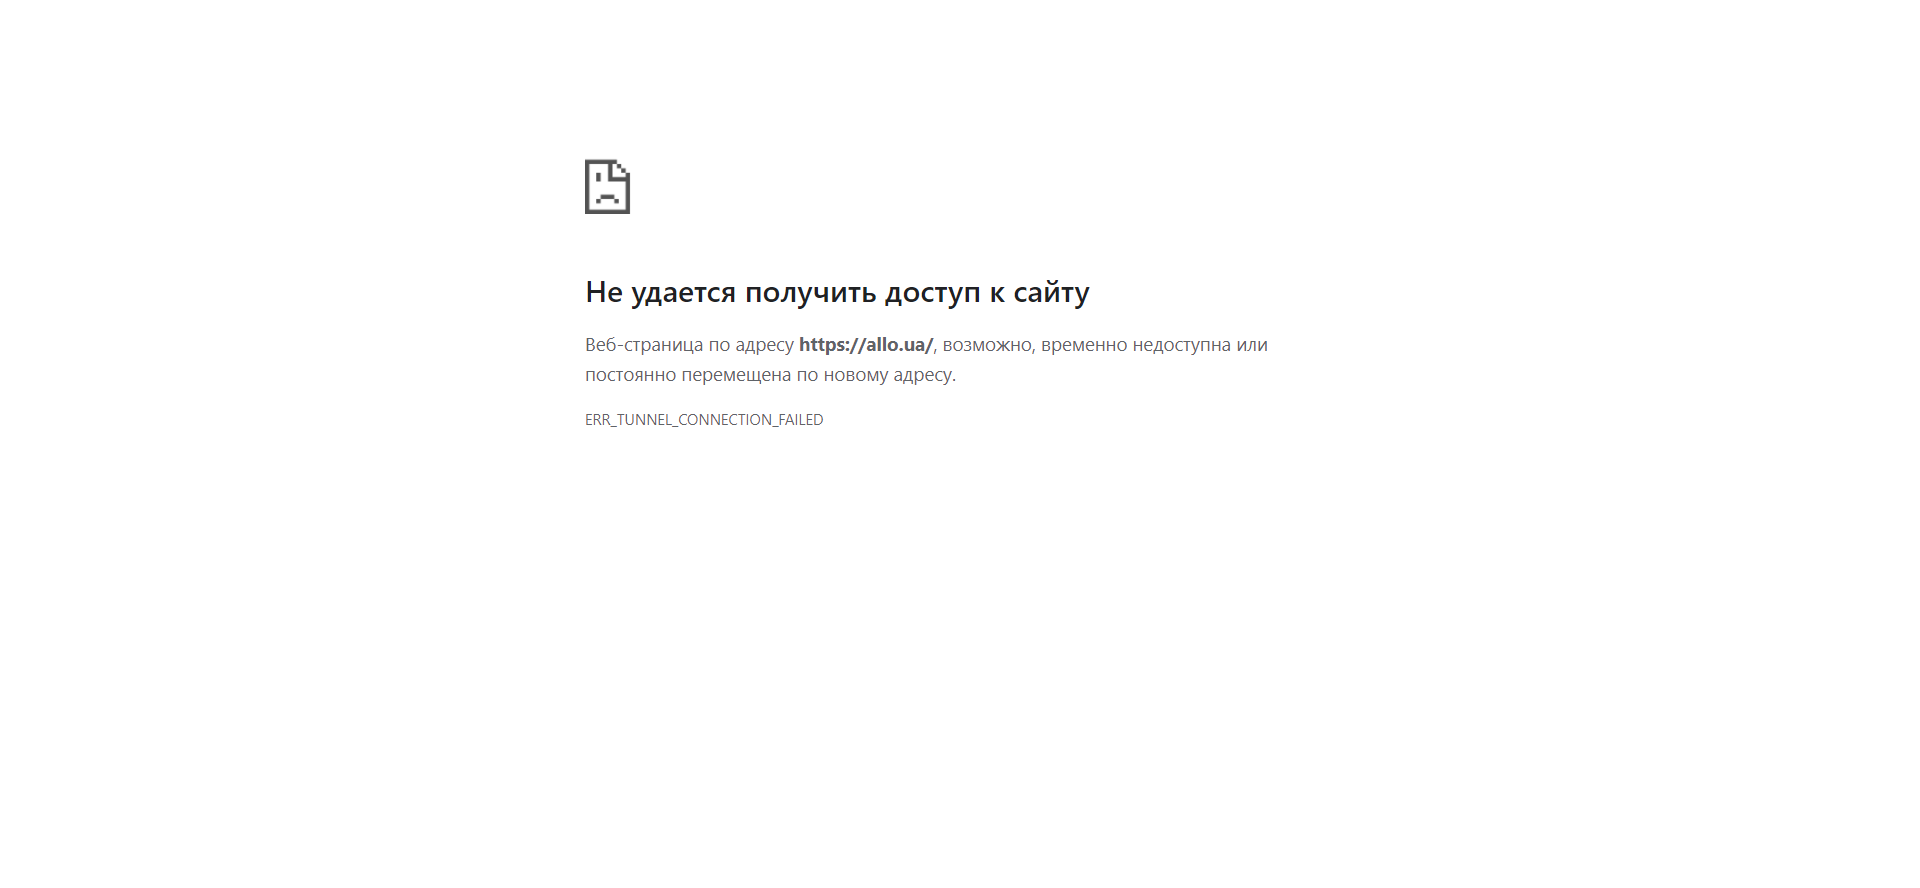 Не удается получить доступ к сайту
Веб-страница по адресу https://allo.ua/, возможно, временно недоступна или
постоянно перемещена по новому адресу.
ERR_TUNNEL_CONNECTION_FAILED